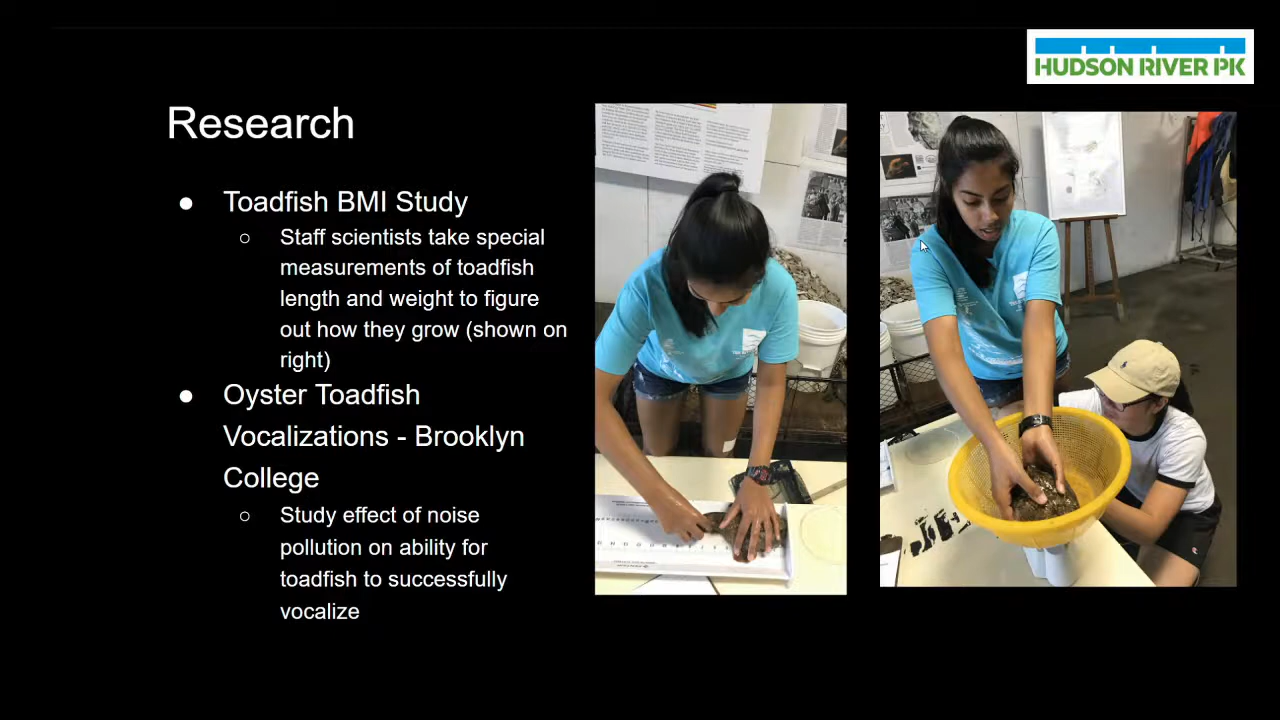 HUDSON RIVER PK
Research
● Toadfish BMI Study
○ Staff scientists take special
measurements of toadfish
length and weight to figure
out how they grow (shown on
right)
● Oyster Toadfish
Vocalizations - Brooklyn
College
○ Study effect of noise
pollution on ability for
toadfish to successfully
vocalize